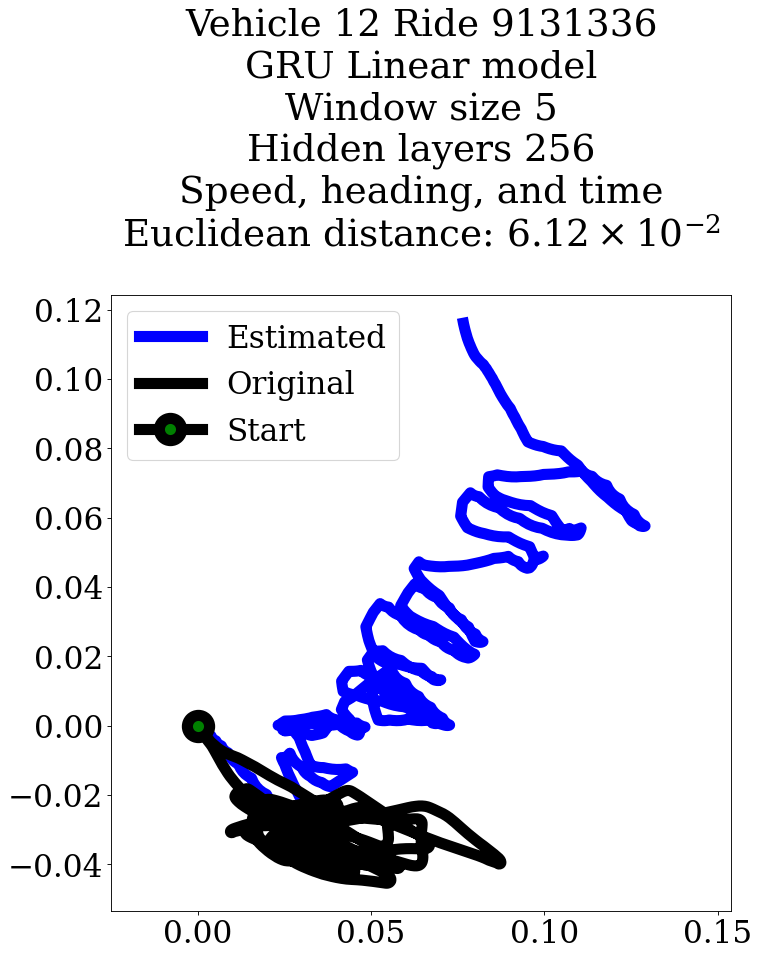 Vehicle 12 Ride 9131336
GRU Linear model
Window size 5
Hidden layers 256
Speed, heading, and time
Euclidean distance: 6.12 × 10⁻²
Estimated
Original
Start
0.12
0.10
0.08
0.06
0.04
0.02
0.00
−0.02
−0.04
0.00 0.05 0.10 0.15